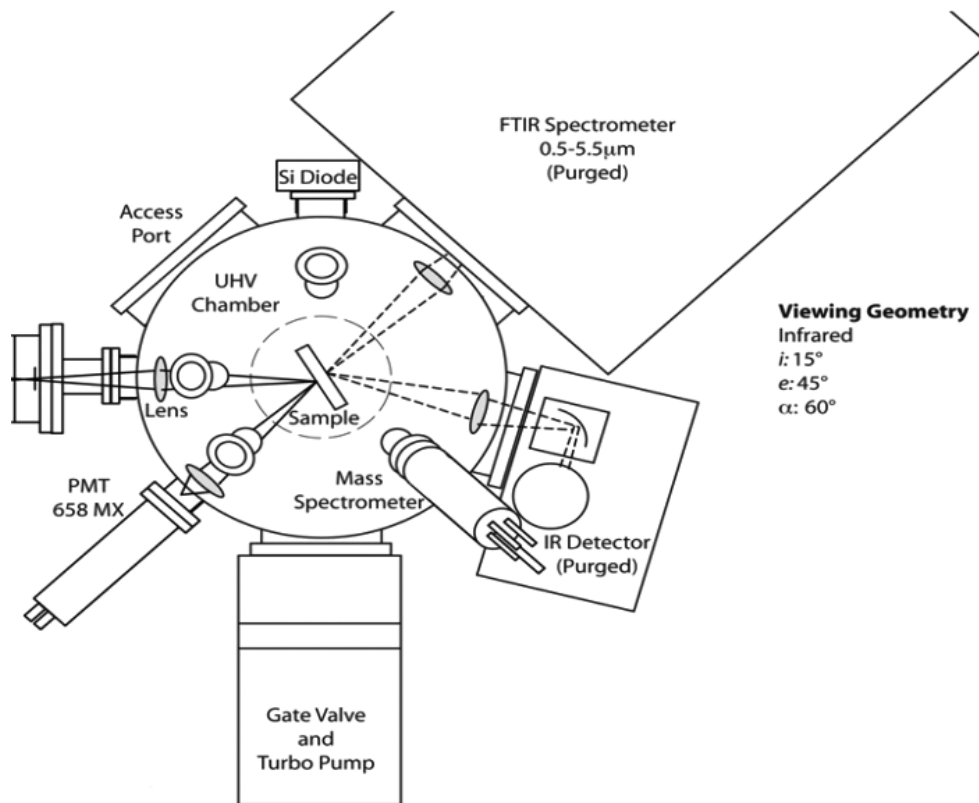 FTIR Spectrometer
0.5-5.5μm
(Purged)
Si Diode
Access
Port
UHV
Chamber
Viewing Geometry
Infrared
i: 15°
e: 45°
α: 60°
Lens
Sample
Mass
Spectrometer
PMT
658 MX
IR Detector
(Purged)
Gate Valve
and
Turbo Pump